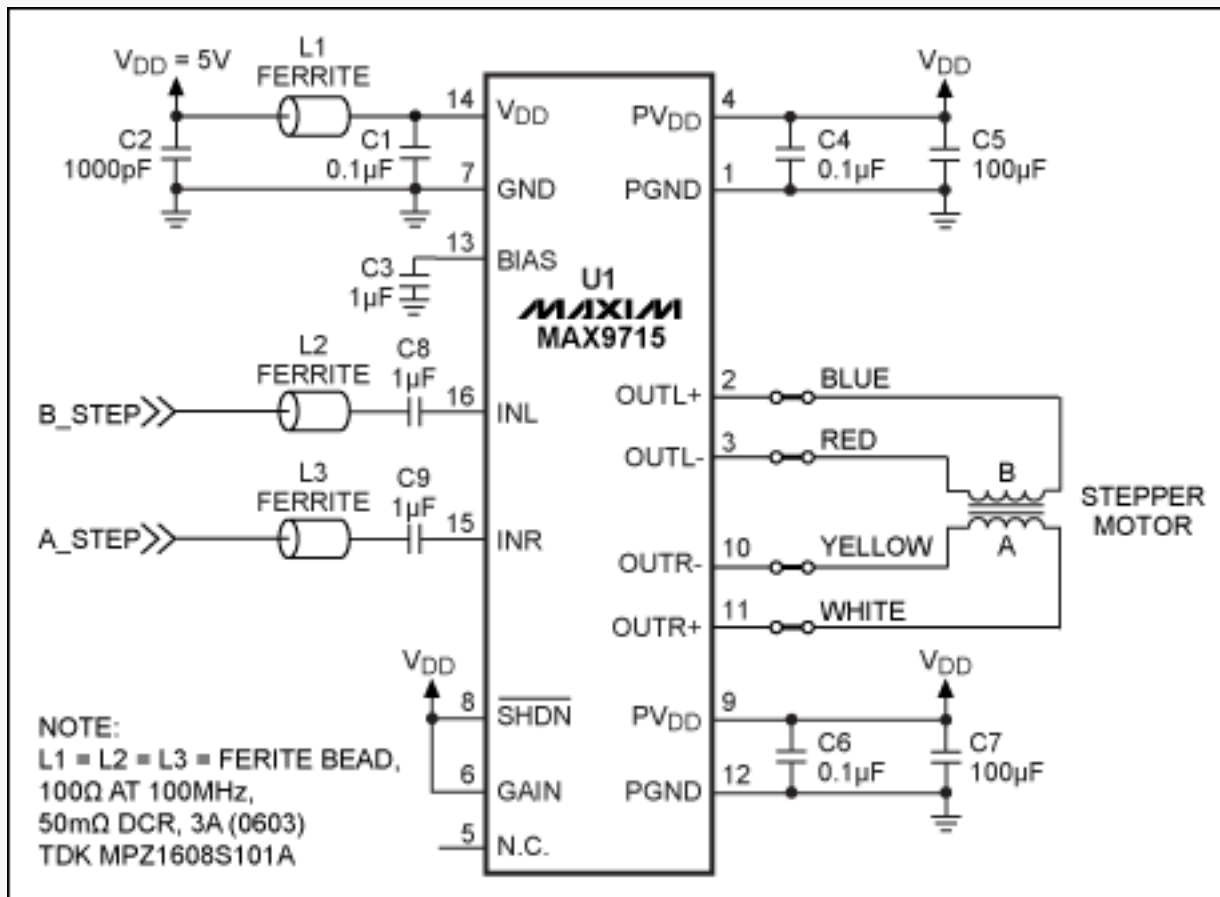 VDD = 5V
L1
FERRITE
C2
1000pF
C1
0.1µF
14
VDD
7
GND
13
BIAS
C3
1µF
U1
MAXIM
MAX9715
PVDD
4
VDD
C4
0.1µF
C5
100µF
PGND
1
B_STEP
L2
FERRITE
C8
1µF
16
INL
A_STEP
L3
FERRITE
C9
1µF
15
INR
OUTL+
2
BLUE
OUTL-
3
RED
B
A
STEPPER
MOTOR
OUTR-
10
YELLOW
OUTR+
11
WHITE
VDD
8
SHDN
6
GAIN
5
N.C.
PVDD
9
VDD
C6
0.1µF
C7
100µF
PGND
12
NOTE:
L1 = L2 = L3 = FERITE BEAD,
100Ω AT 100MHz,
50mΩ DCR, 3A (0603)
TDK MPZ1608S101A